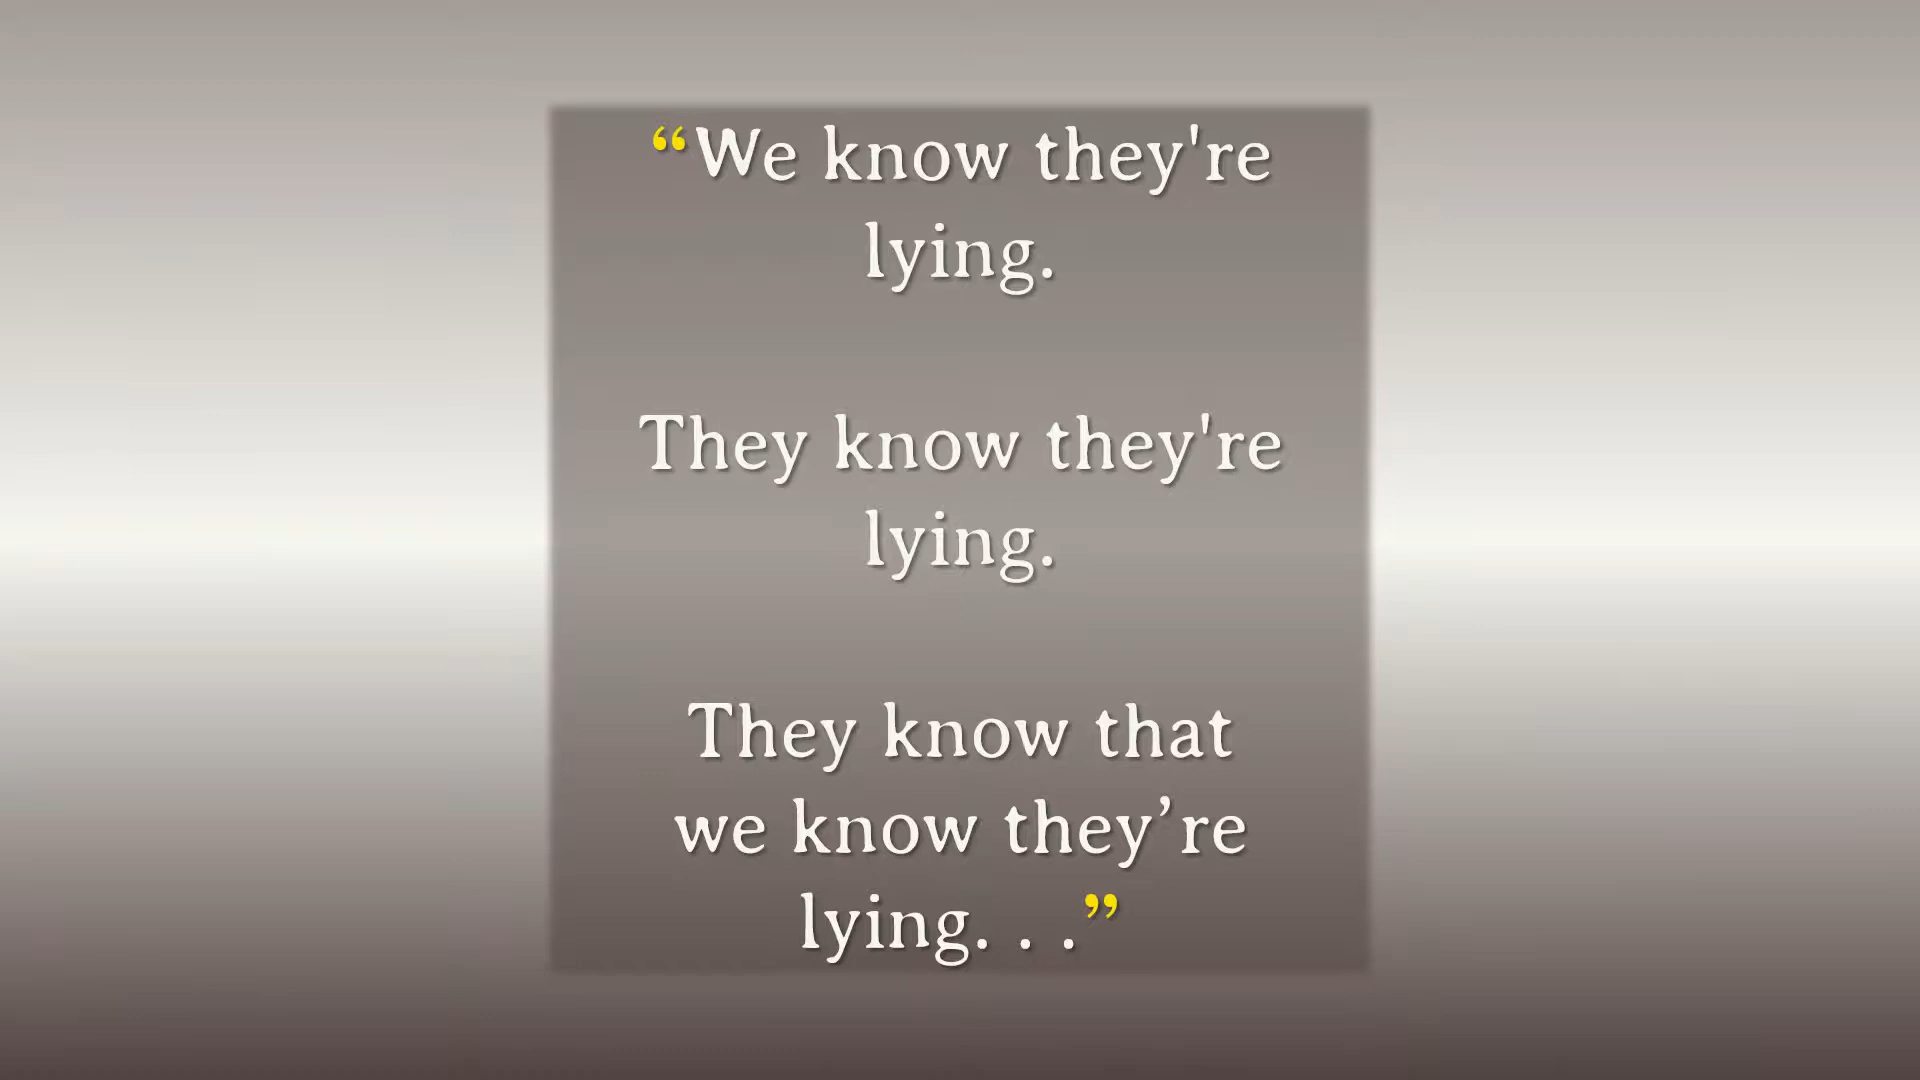 “We know they're
lying.
They know they're
lying.
They know that
we know they’re
lying. . .”